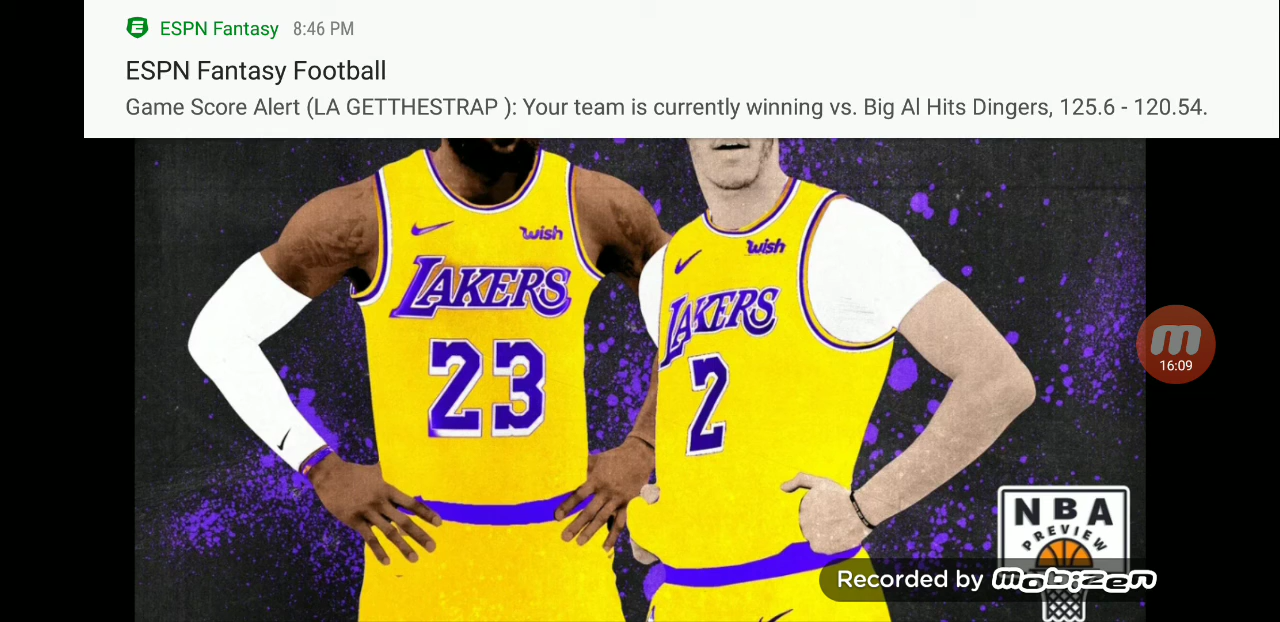 ESPN Fantasy 8:46 PM
ESPN Fantasy Football
Game Score Alert (LA GETTHESTRAP ): Your team is currently winning vs. Big Al Hits Dingers, 125.6 - 120.54.
wish
wish
LAKERS
LAKERS
23
2
16:09
NBA
PREVIEW
Recorded by mobizen